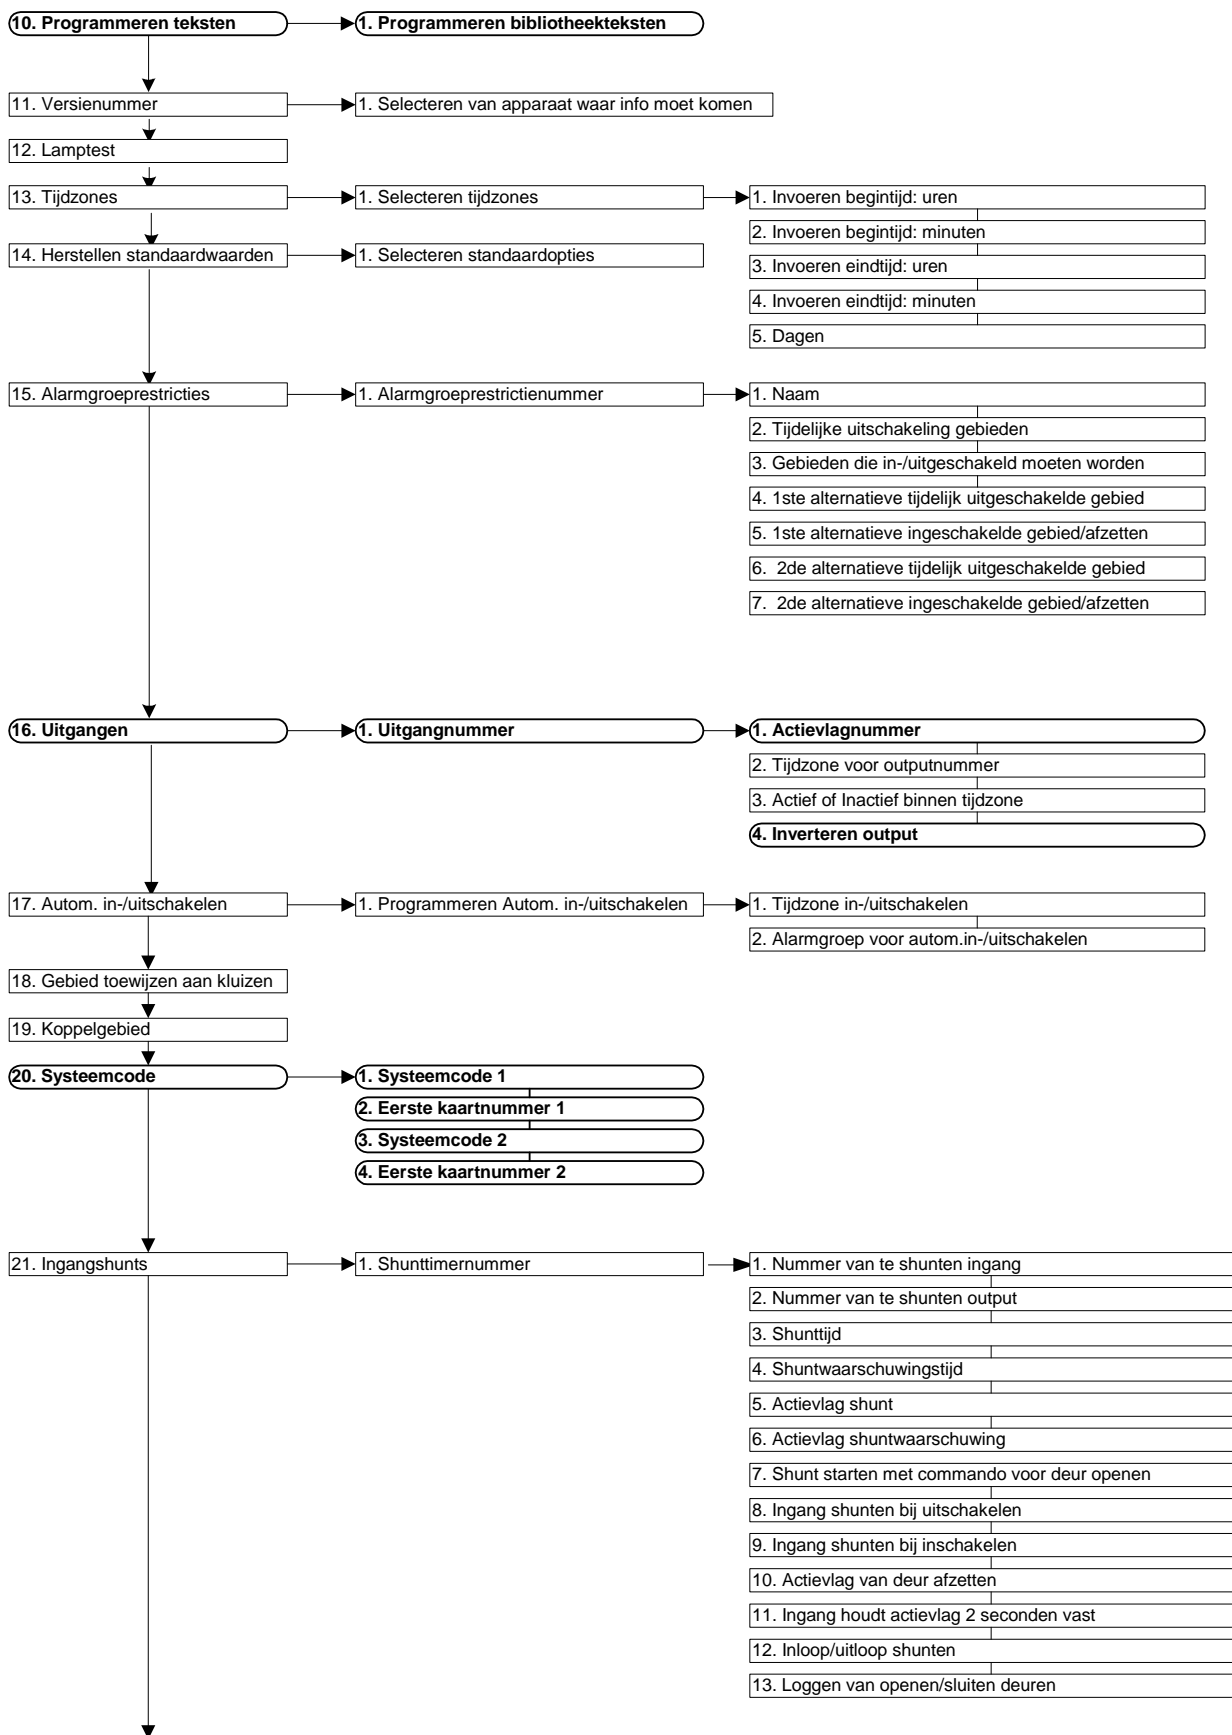 10. Programmeren teksten
1. Programmeren bibliotheekteksten
11. Versienummer
1. Selecteren van apparaat waar info moet komen
12. Lamptest
13. Tijdzones
1. Selecteren tijdzones
1. Invoeren begintijd: uren
2. Invoeren begintijd: minuten
14. Herstellen standaardwaarden
1. Selecteren standaardopties
3. Invoeren eindtijd: uren
4. Invoeren eindtijd: minuten
5. Dagen
15. Alarmgroeprestricties
1. Alarmgroeprestrictienummer
1. Naam
2. Tijdelijke uitschakeling gebieden
3. Gebieden die in-/uitgeschakeld moeten worden
4. 1ste alternatieve tijdelijk uitgeschakelde gebied
5. 1ste alternatieve ingeschakelde gebied/afzetten
6.  2de alternatieve tijdelijk uitgeschakelde gebied
7.  2de alternatieve ingeschakelde gebied/afzetten
16. Uitgangen
1. Uitgangnummer
1. Actievlagnummer
2. Tijdzone voor outputnummer
3. Actief of Inactief binnen tijdzone
4. Inverteren output
17. Autom. in-/uitschakelen
1. Programmeren Autom. in-/uitschakelen
1. Tijdzone in-/uitschakelen
2. Alarmgroep voor autom.in-/uitschakelen
18. Gebied toewijzen aan kluizen
19. Koppelgebied
20. Systeemcode
1. Systeemcode 1
2. Eerste kaartnummer 1
3. Systeemcode 2
4. Eerste kaartnummer 2
21. Ingangshunts
1. Shunttimernummer
1. Nummer van te shunten ingang
2. Nummer van te shunten output
3. Shunttijd
4. Shuntwaarschuwingstijd
5. Actievlag shunt
6. Actievlag shuntwaarschuwing
7. Shunt starten met commando voor deur openen
8. Ingang shunten bij uitschakelen
9. Ingang shunten bij inschakelen
10. Actievlag van deur afzetten
11. Ingang houdt actievlag 2 seconden vast
12. Inloop/uitloop shunten
13. Loggen van openen/sluiten deuren